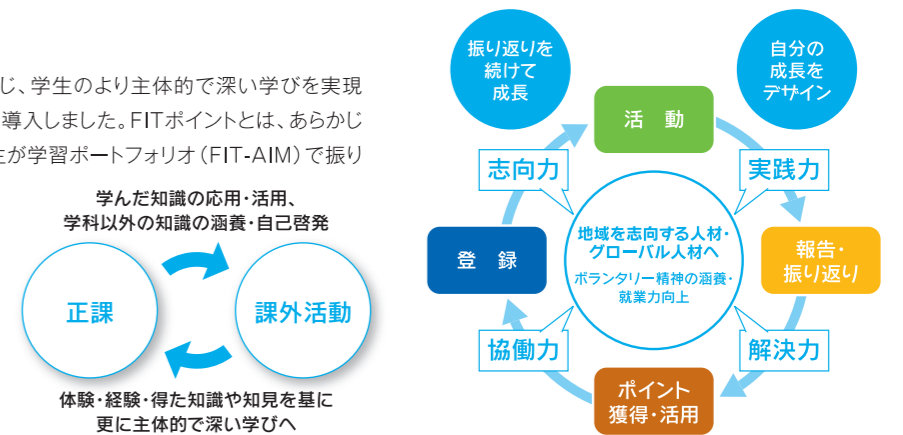 じ、学生のより主体的で深い学びを実現
導入しました。FITポイントとは、あらかじ
生が学習ポートフォリオ(FIT-AIM)で振り
学んだ知識の応用・活用、
学科以外の知識の涵養・自己啓発
正課
課外活動
体験・経験・得た知識や知見を基に
更に主体的で深い学びへ
振り返りを
続けて
成長
自分の
成長を
デザイン
活 動
志向力
実践力
地域を志向する人材・
グローバル人材へ
ボランタリー精神の涵養・
就業力向上
登 録
報告・
振り返り
協働力
解決力
ポイント
獲得・活用